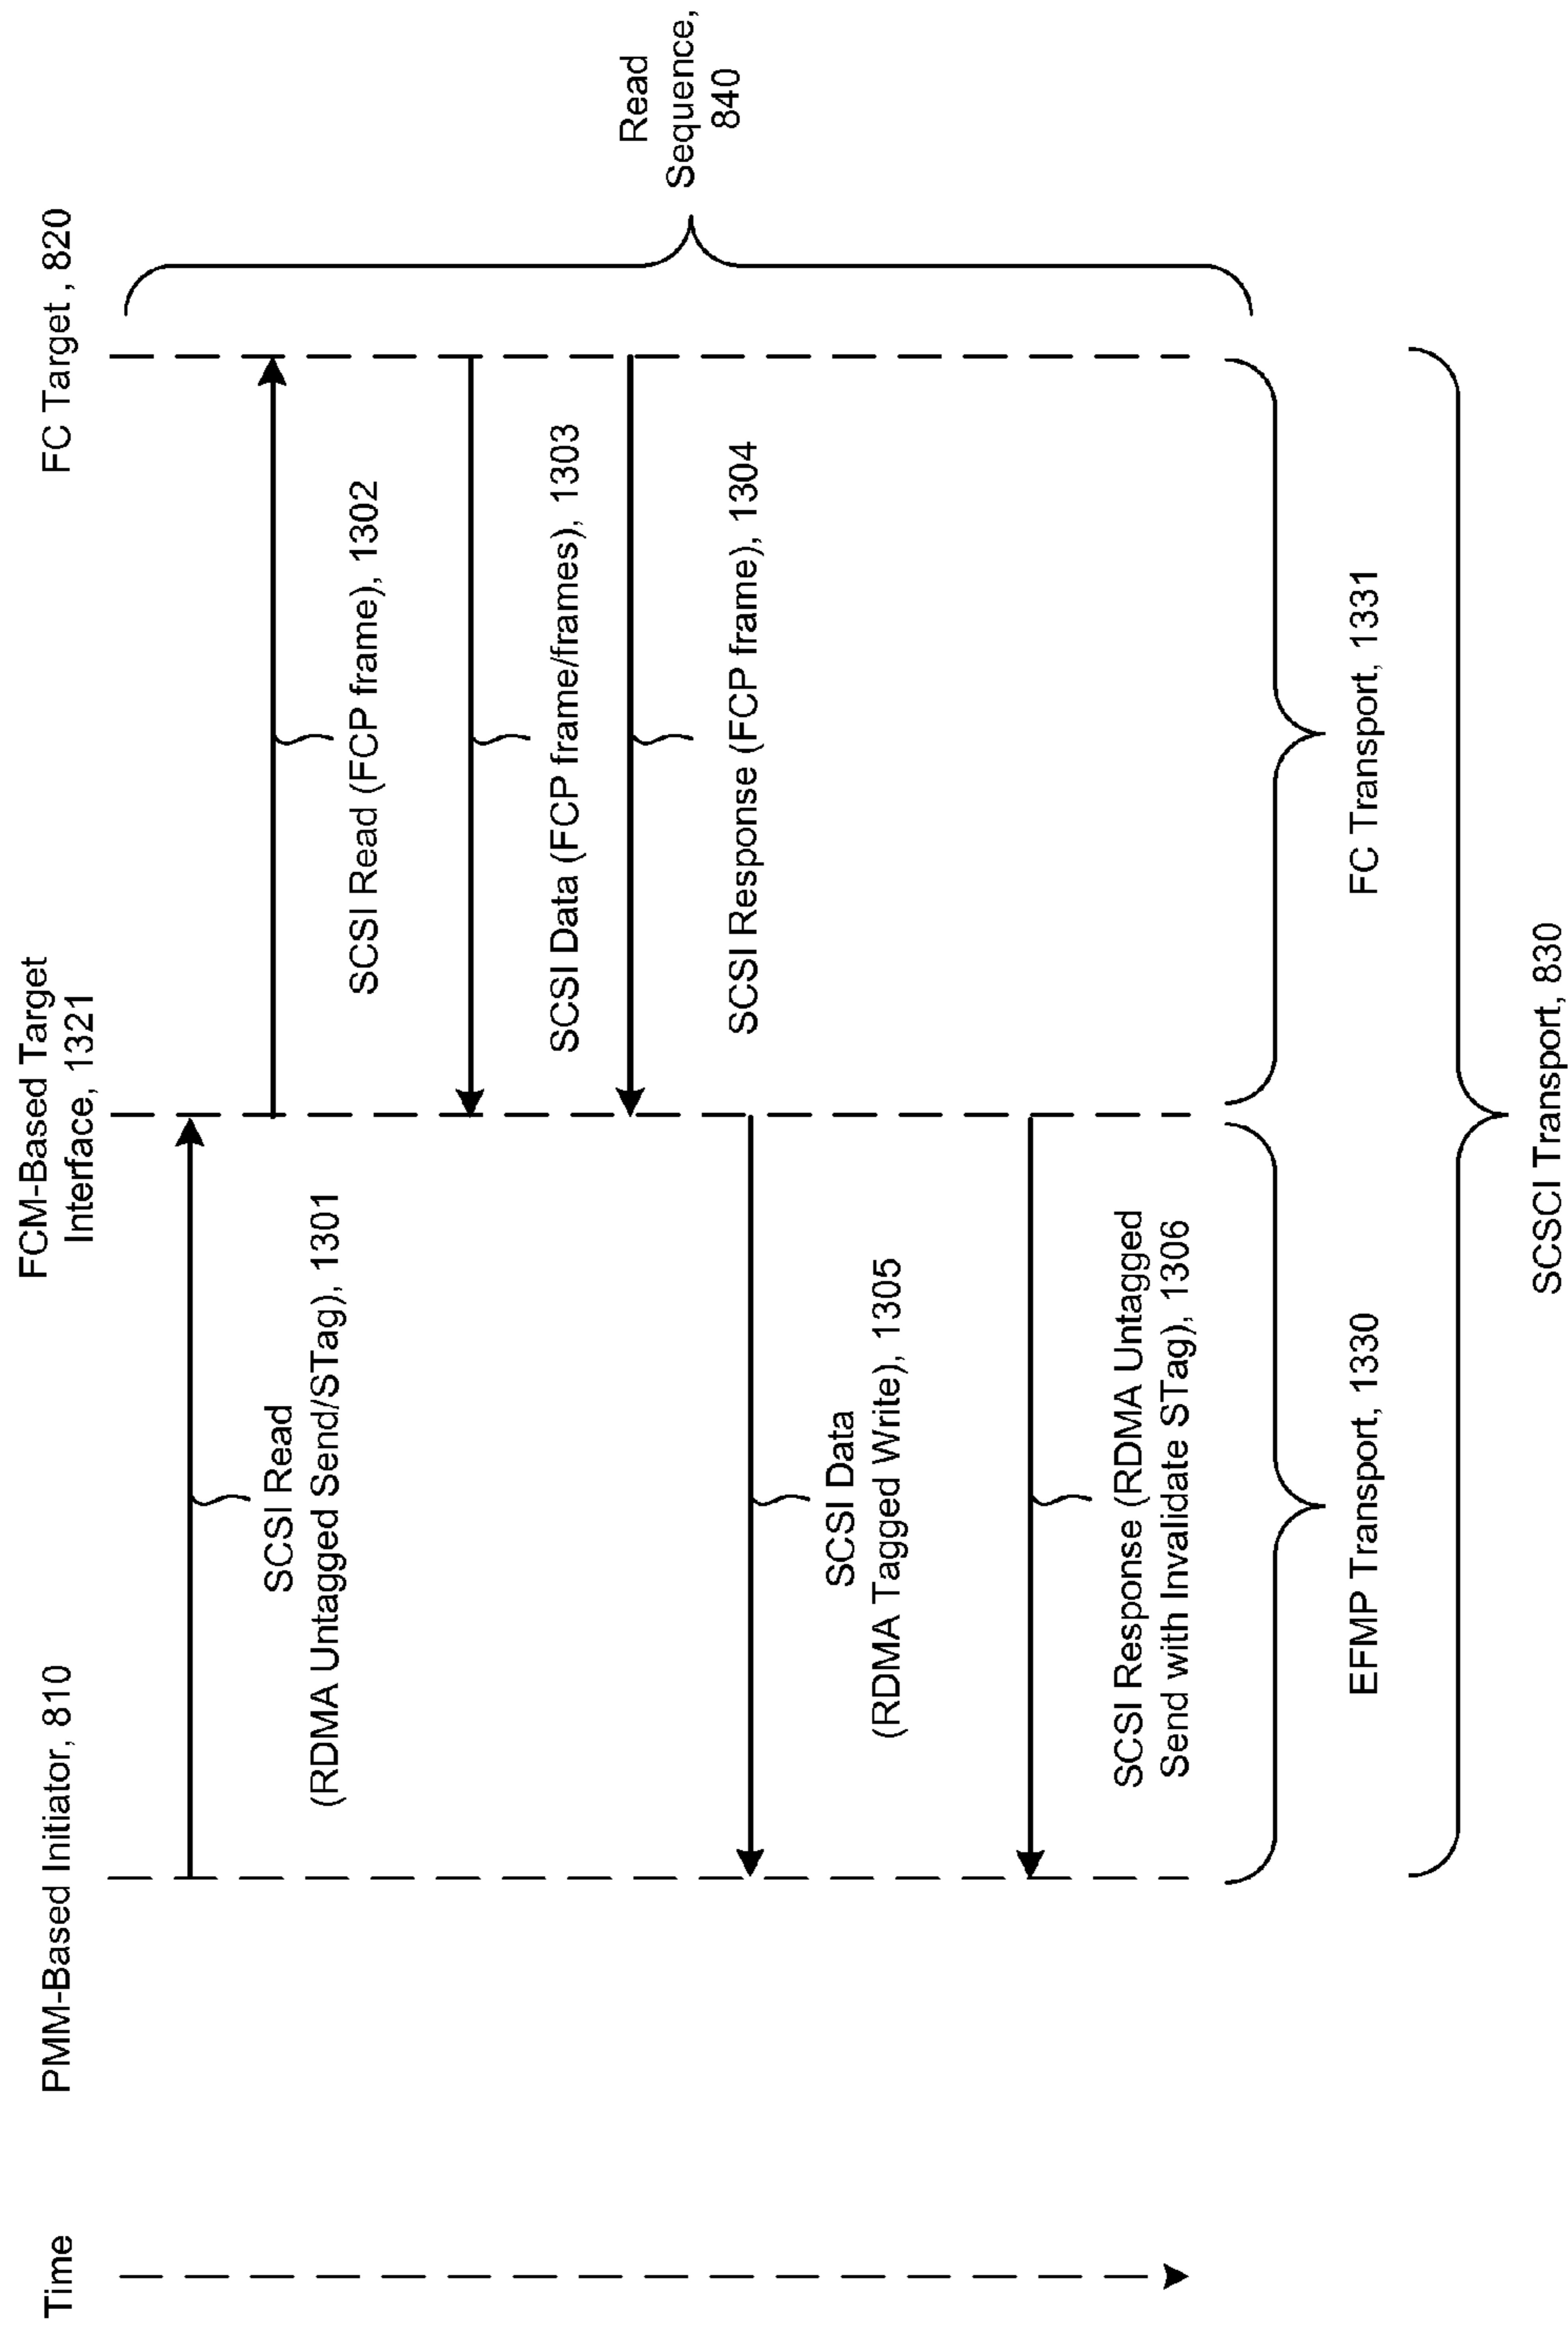 Time
PMM-Based Initiator, 810
FCM-Based Target
Interface, 1321
FC Target , 820
SCSI Read
(RDMA Untagged Send/STag), 1301
SCSI Read (FCP frame), 1302
SCSI Data (FCP frame/frames), 1303
SCSI Response (FCP frame), 1304
SCSI Data
(RDMA Tagged Write), 1305
SCSI Response (RDMA Untagged
Send with Invalidate STag), 1306
Read
Sequence,
840
EFMP Transport, 1330
FC Transport, 1331
SCSCI Transport, 830